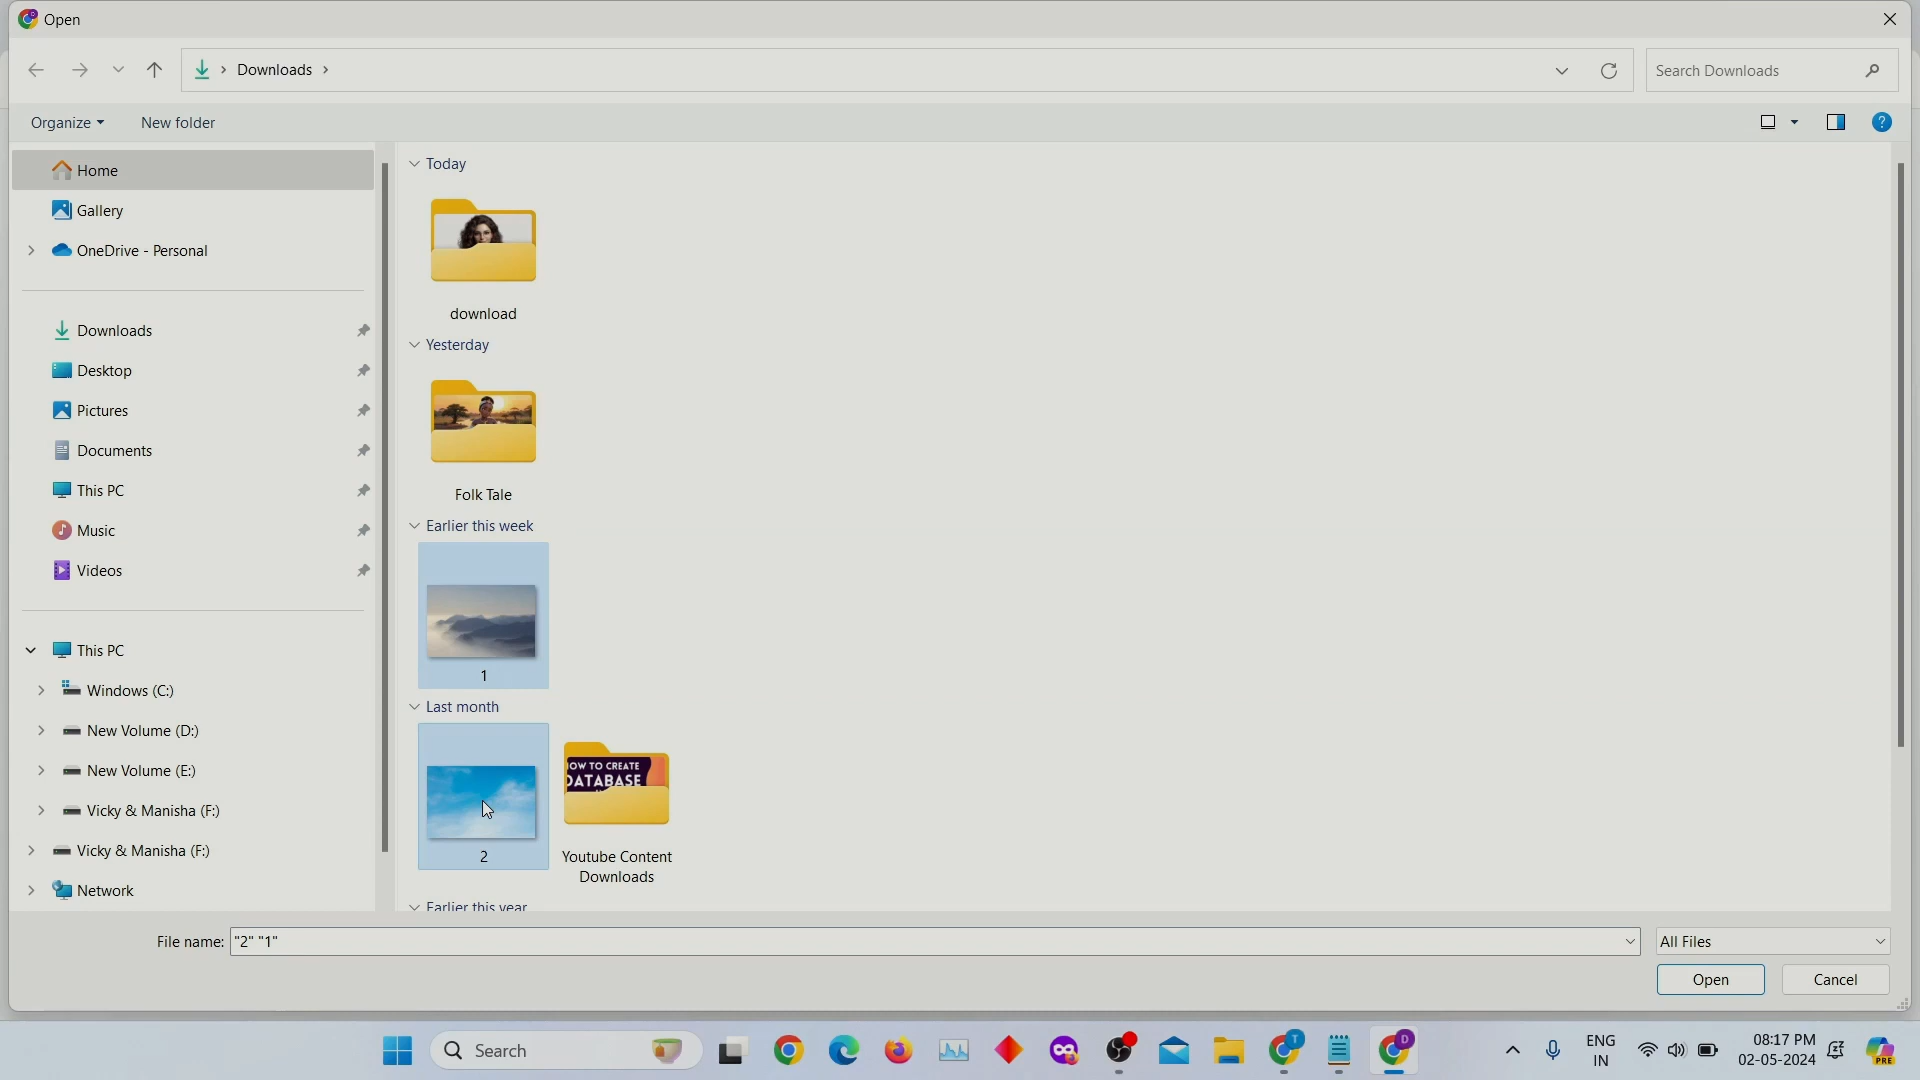 Open
Downloads
Search Downloads
Organize
New folder
Home
Gallery
OneDrive - Personal
Downloads
Desktop
Pictures
Documents
This PC
Music
Videos
This PC
Windows (C:)
New Volume (D:)
New Volume (E:)
Vicky & Manisha (F:)
Vicky & Manisha (F:)
Network
Today
download
Yesterday
Folk Tale
Earlier this week
1
Last month
2
HOW TO CREATE
DATABASE
Youtube Content
Downloads
Earlier this year
File name: "2" "1"
All Files
Open
Cancel
Search
T
D
ENG
IN
08:17 PM
02-05-2024
PRE